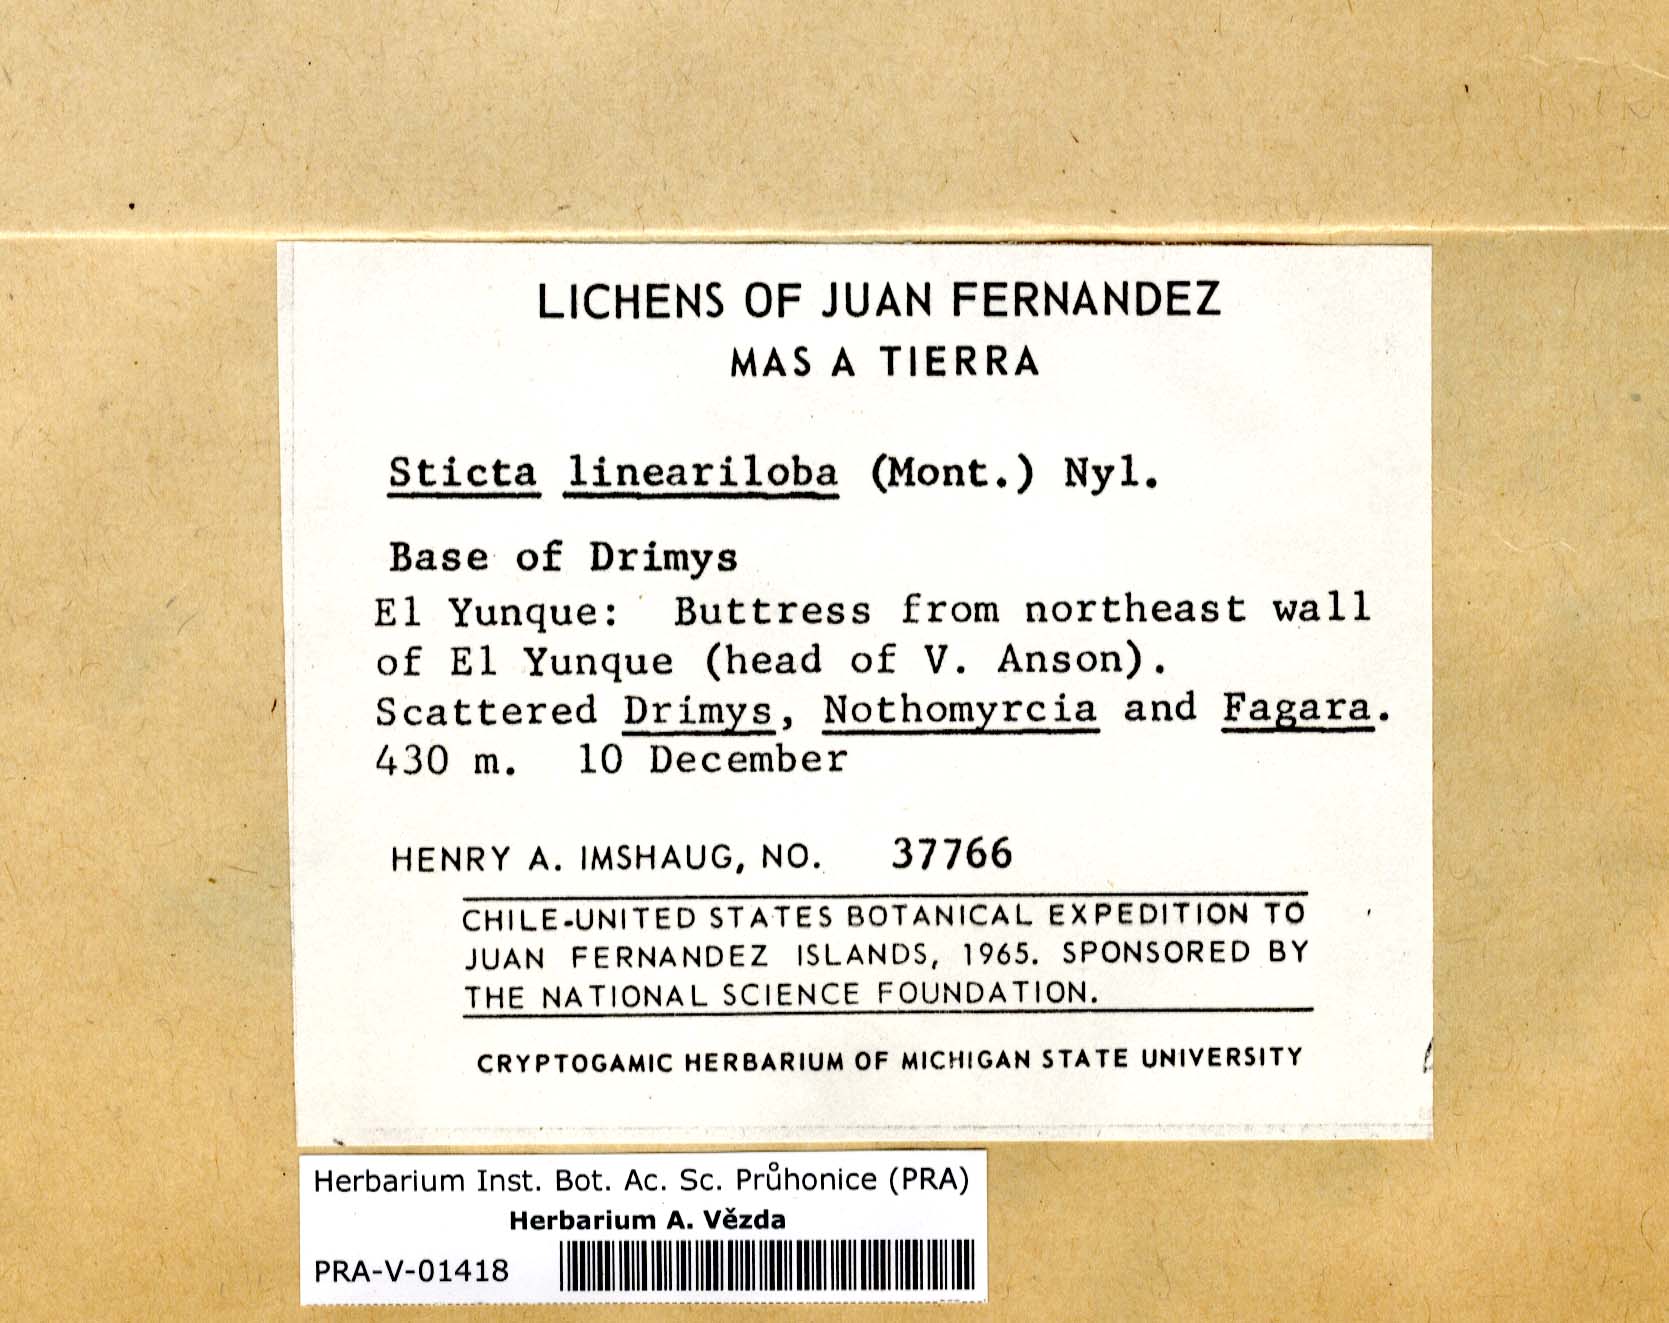 LICHENS OF JUAN FERNANDEZ
MAS A TIERRA
Sticta lineariloba (Mont.) Nyl.
Base of Drimys
El Yunque: Buttress from northeast wall
of El Yunque (head of V. Anson).
Scattered Drimys, Nothomyrcia and Fagara.
430 m. 10 December
HENRY A. IMSHAUG, NO. 37766
CHILE-UNITED STATES BOTANICAL EXPEDITION TO
JUAN FERNANDEZ ISLANDS, 1965. SPONSORED BY
THE NATIONAL SCIENCE FOUNDATION.
CRYPTOGAMIC HERBARIUM OF MICHIGAN STATE UNIVERSITY
Herbarium Inst. Bot. Ac. Sc. Průhonice (PRA)
Herbarium A. Vězda
PRA-V-01418